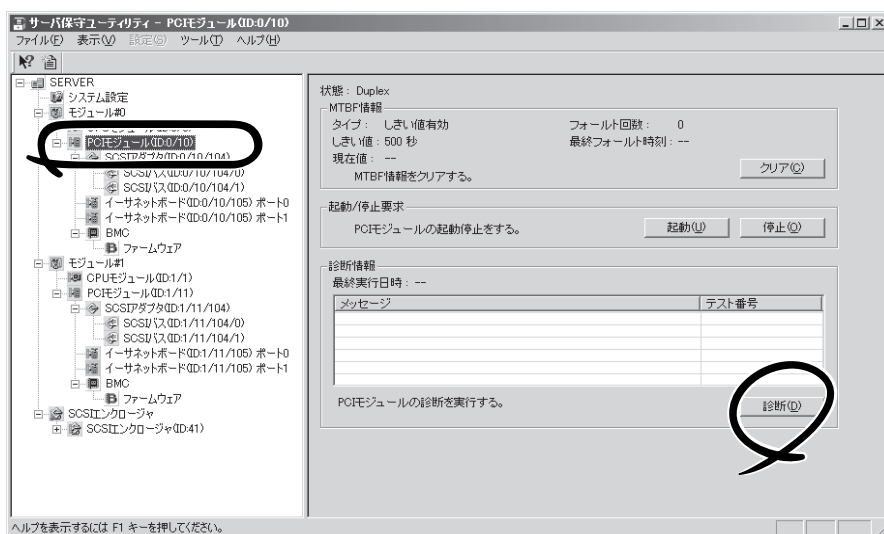 サーバ保守ユーティリティ - PCIモジュール(ID:0/10)
ファイル(F) 表示(V) 設定(S) ツール(T) ヘルプ(H)
SERVER
システム設定
モジュール#0
PCIモジュール(ID:0/10)
SCSIアダプタ(ID:0/10/104)
SCSIバス(ID:0/10/104/0)
SCSIバス(ID:0/10/104/1)
イーサネットボード(ID:0/10/105) ポート0
イーサネットボード(ID:0/10/105) ポート1
BMC
ファームウェア
モジュール#1
CPUモジュール(ID:1/1)
PCIモジュール(ID:1/11)
SCSIアダプタ(ID:1/11/104)
SCSIバス(ID:1/11/104/0)
SCSIバス(ID:1/11/104/1)
イーサネットボード(ID:1/11/105) ポート0
イーサネットボード(ID:1/11/105) ポート1
BMC
ファームウェア
SCSIエンクロージャ
SCSIエンクロージャ(ID:41)
状態: Duplex
MTBF情報
タイプ: しきい値有効 フォールト回数: 0
しきい値: 500 秒 最終フォールト時刻: --
現在値: --
MTBF情報をクリアする。 クリア(C)
起動/停止要求
PCIモジュールの起動停止をする。 起動(U) 停止(O)
診断情報
最終実行日時: --
メッセージ テスト番号
PCIモジュールの診断を実行する。 診断(D)
ヘルプを表示するには F1 キーを押してください。